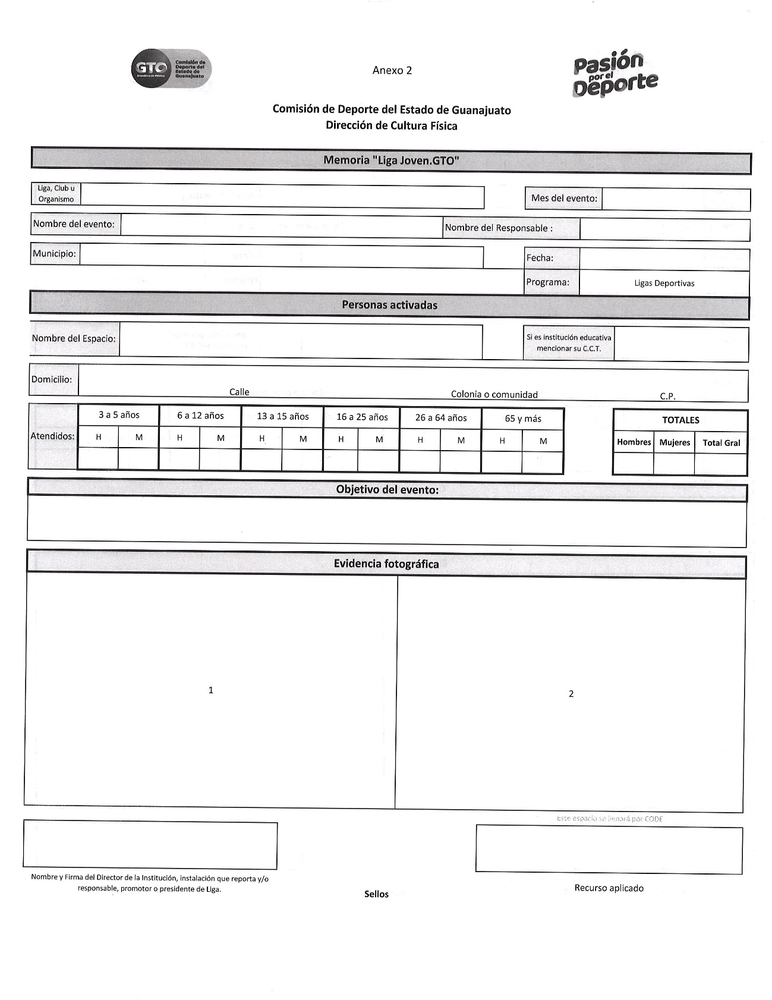 GTO
Grandeza de México
Comisión de
Deporte del
Estado de
Guanajuato
Anexo 2
Pasión
por el
Deporte
Comisión de Deporte del Estado de Guanajuato
Dirección de Cultura Física
Memoria "Liga Joven.GTO"
Liga, Club u
Organismo
Mes del evento:
Nombre del evento:
Nombre del Responsable :
Municipio:
Fecha:
Programa:
Ligas Deportivas
Personas activadas
Nombre del Espacio:
Si es institución educativa
mencionar su C.C.T.
Domicilio:
Calle
Colonia o comunidad
C.P.
Atendidos:
3 a 5 años
6 a 12 años
13 a 15 años
16 a 25 años
26 a 64 años
65 y más
H M H M H M H M H M H M
TOTALES
Hombres Mujeres Total Gral
Objetivo del evento:
Evidencia fotográfica
1
2
Este espacio se llenará por CODE
Nombre y Firma del Director de la Institución, instalación que reporta y/o
responsable, promotor o presidente de Liga.
Sellos
Recurso aplicado